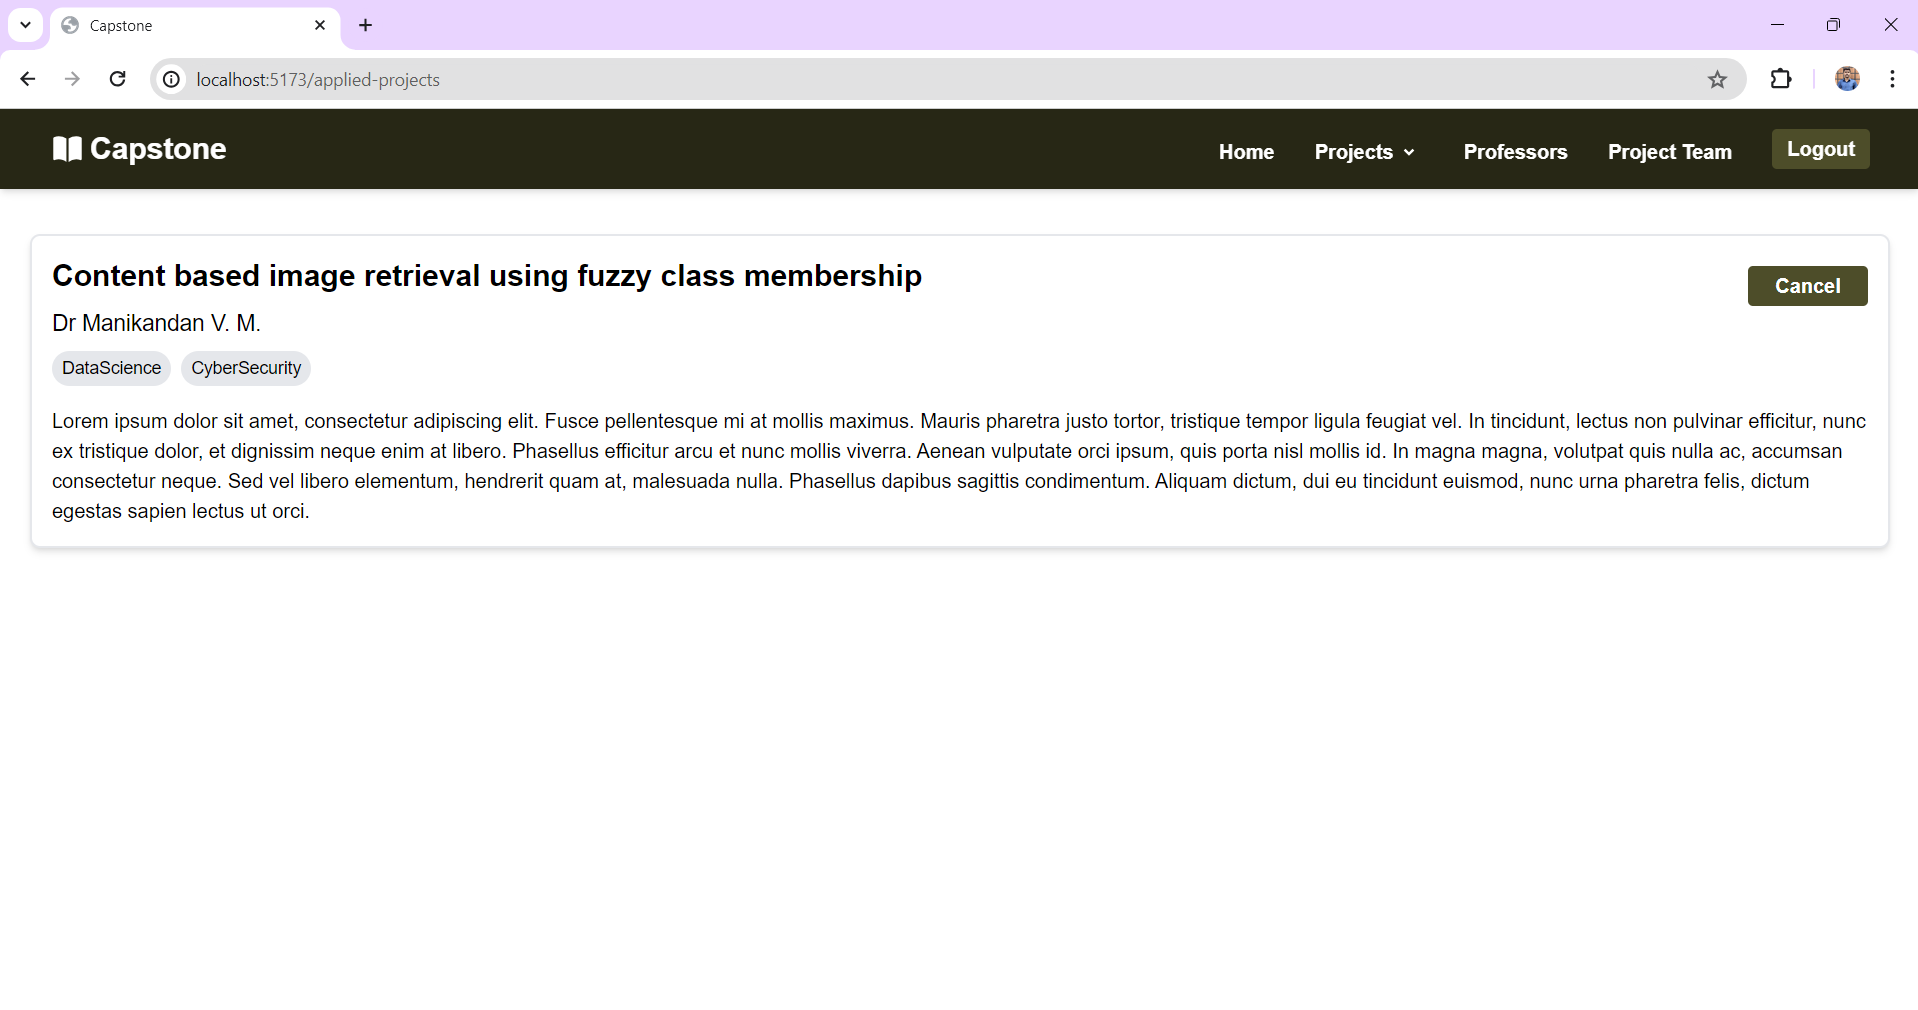 Capstone
localhost:5173/applied-projects
Capstone
Home Projects Professors Project Team Logout
Content based image retrieval using fuzzy class membership
Cancel
Dr Manikandan V. M.
DataScience CyberSecurity
Lorem ipsum dolor sit amet, consectetur adipiscing elit. Fusce pellentesque mi at mollis maximus. Mauris pharetra justo tortor, tristique tempor ligula feugiat vel. In tincidunt, lectus non pulvinar efficitur, nunc
ex tristique dolor, et dignissim neque enim at libero. Phasellus efficitur arcu et nunc mollis viverra. Aenean vulputate orci ipsum, quis porta nisl mollis id. In magna magna, volutpat quis nulla ac, accumsan
consectetur neque. Sed vel libero elementum, hendrerit quam at, malesuada nulla. Phasellus dapibus sagittis condimentum. Aliquam dictum, dui eu tincidunt euismod, nunc urna pharetra felis, dictum
egestas sapien lectus ut orci.